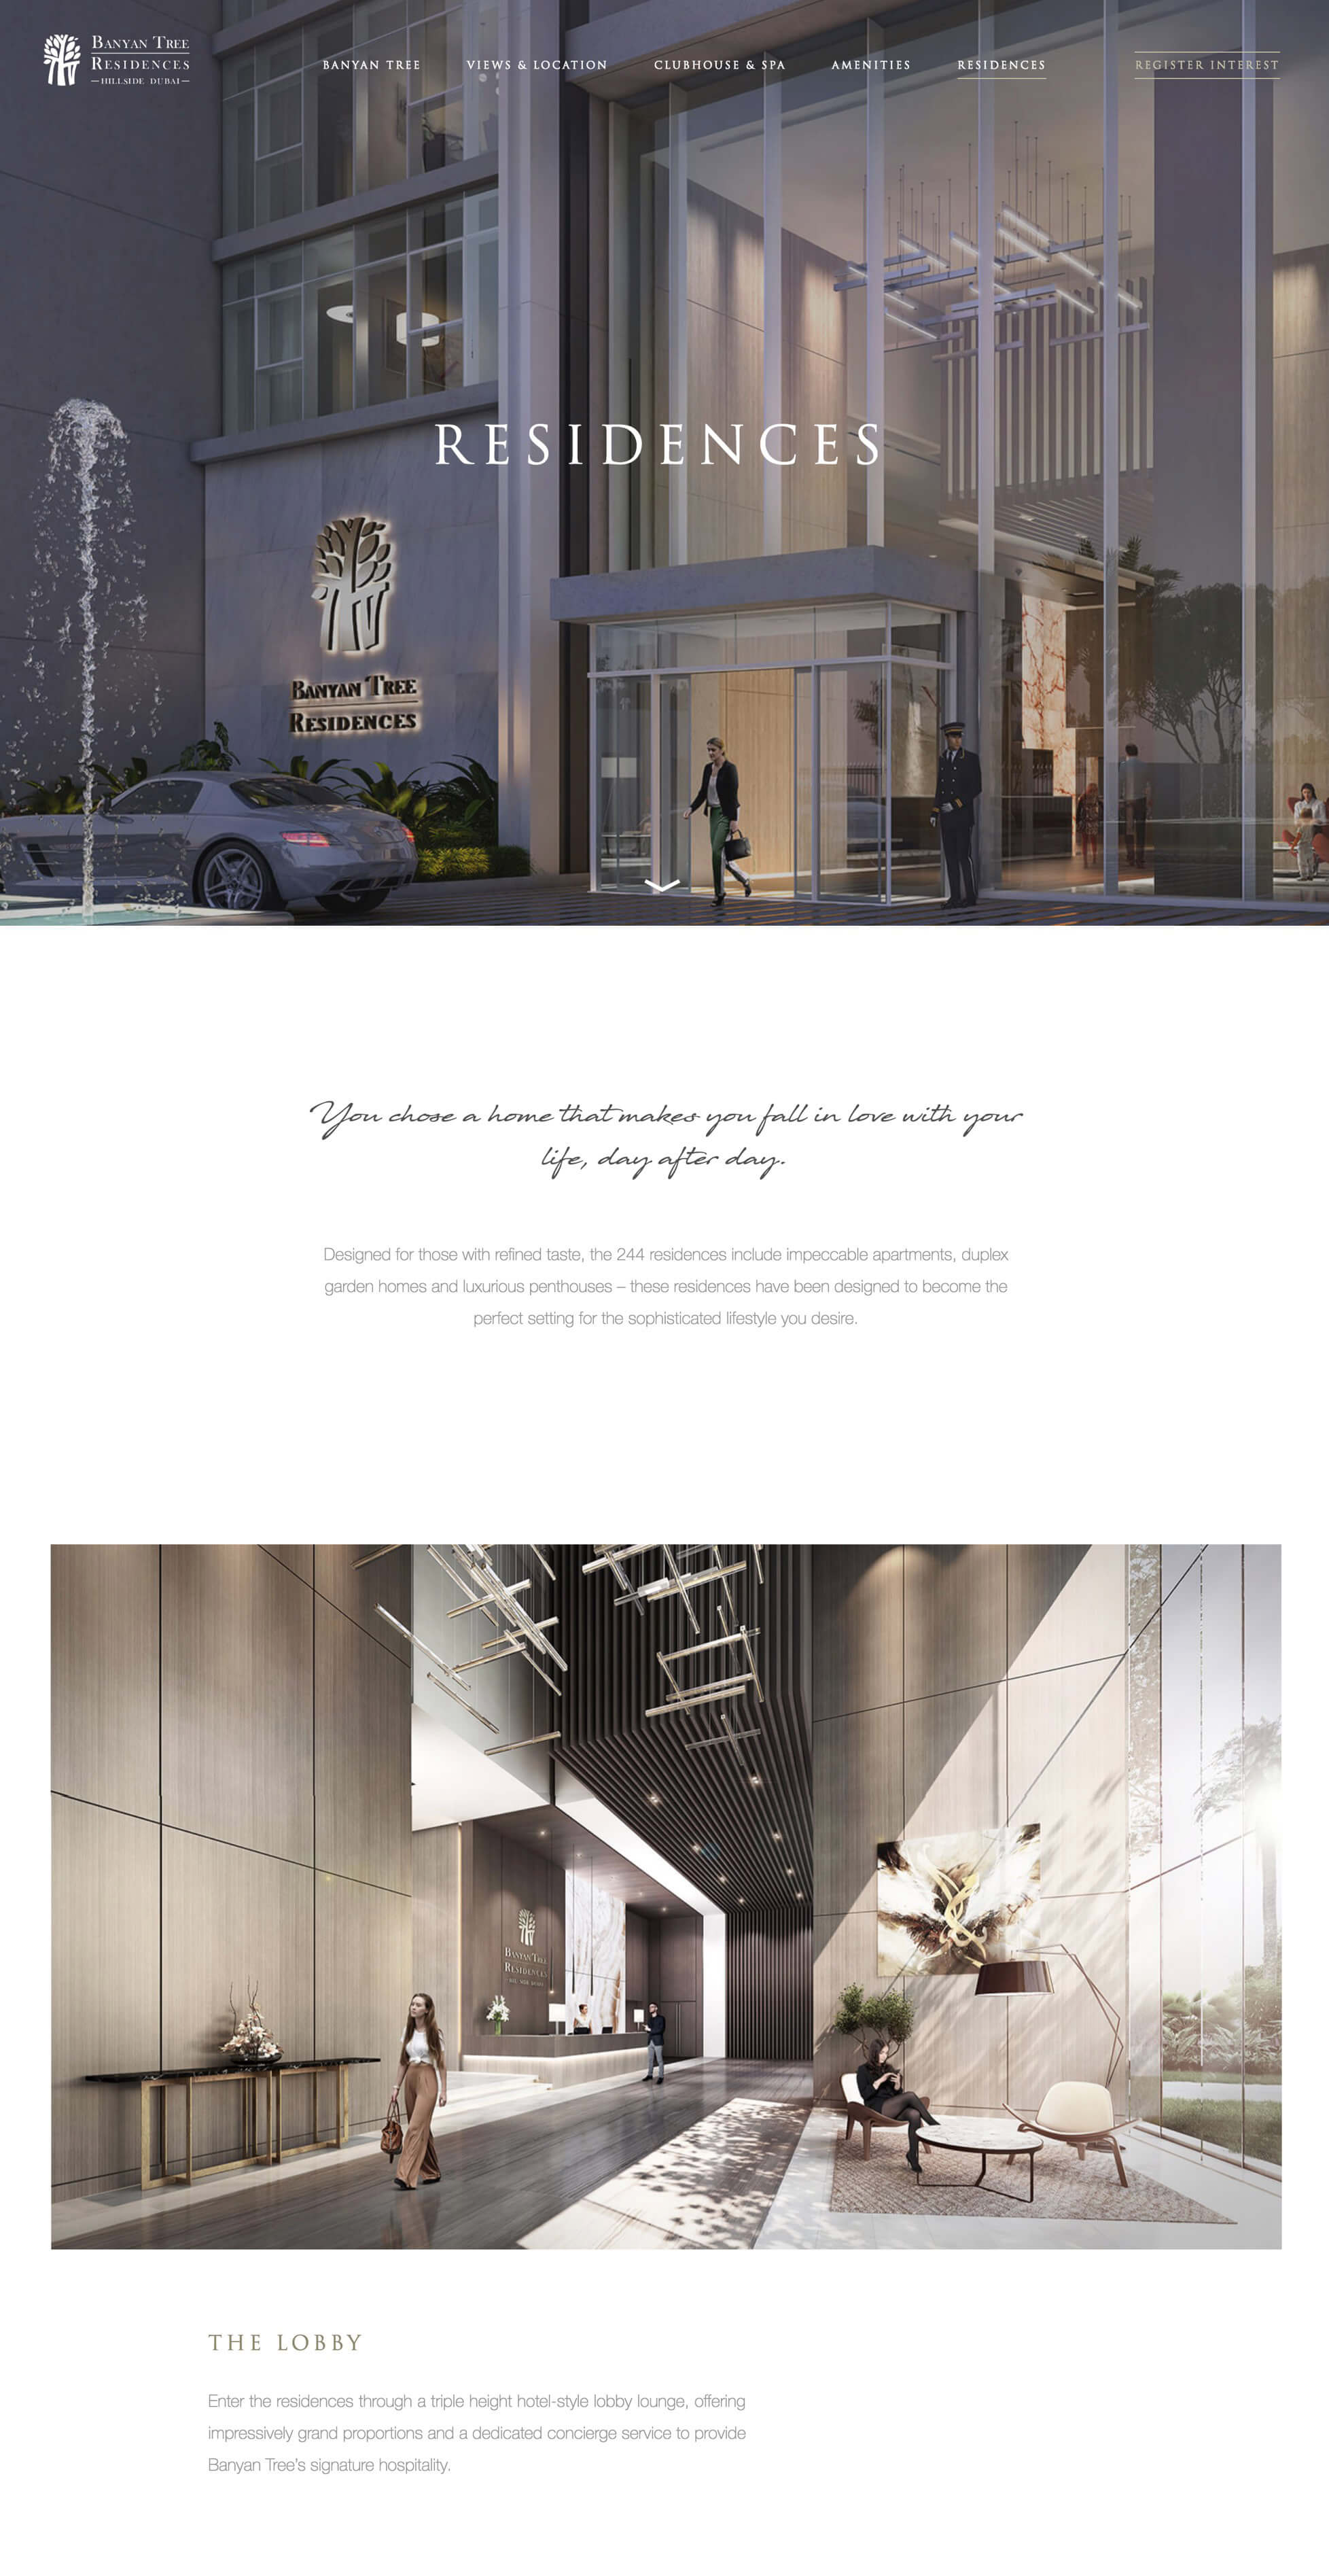 BANYAN TREE
RESIDENCES
HILLSIDE DUBAI
BANYAN TREE
VIEWS & LOCATION
CLUBHOUSE & SPA
AMENITIES
RESIDENCES
REGISTER INTEREST
RESIDENCES
BANYAN TREE
RESIDENCES
You chose a home that makes you fall in love with your
life, day after day.
Designed for those with refined taste, the 244 residences include impeccable apartments, duplex
garden homes and luxurious penthouses – these residences have been designed to become the
perfect setting for the sophisticated lifestyle you desire.
BANYAN TREE
RESIDENCES
THE LOBBY
Enter the residences through a triple height hotel-style lobby lounge, offering
impressively grand proportions and a dedicated concierge service to provide
Banyan Tree's signature hospitality.